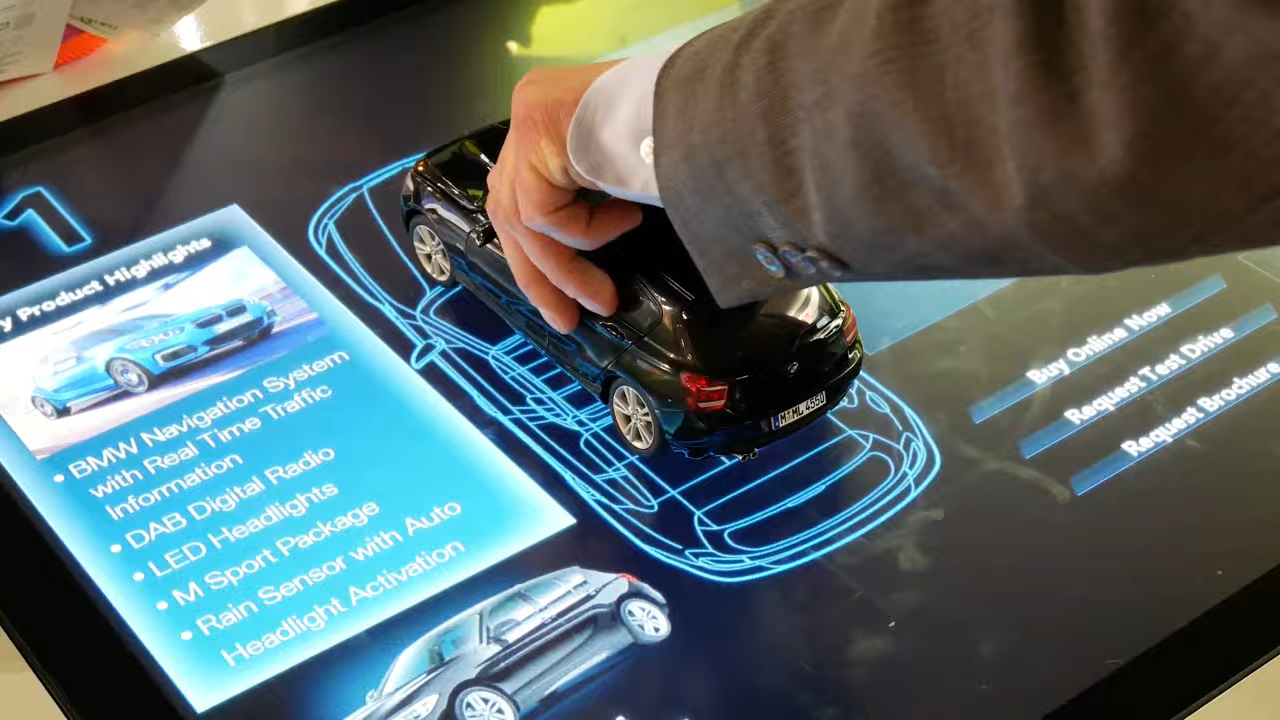 1
y Product Highlights
• BMW Navigation System
with Real Time Traffic
Information
• DAB Digital Radio
• LED Headlights
• M Sport Package
• Rain Sensor with Auto
Headlight Activation
M ML 4550
Buy Online Now
Request Test Drive
Request Brochure